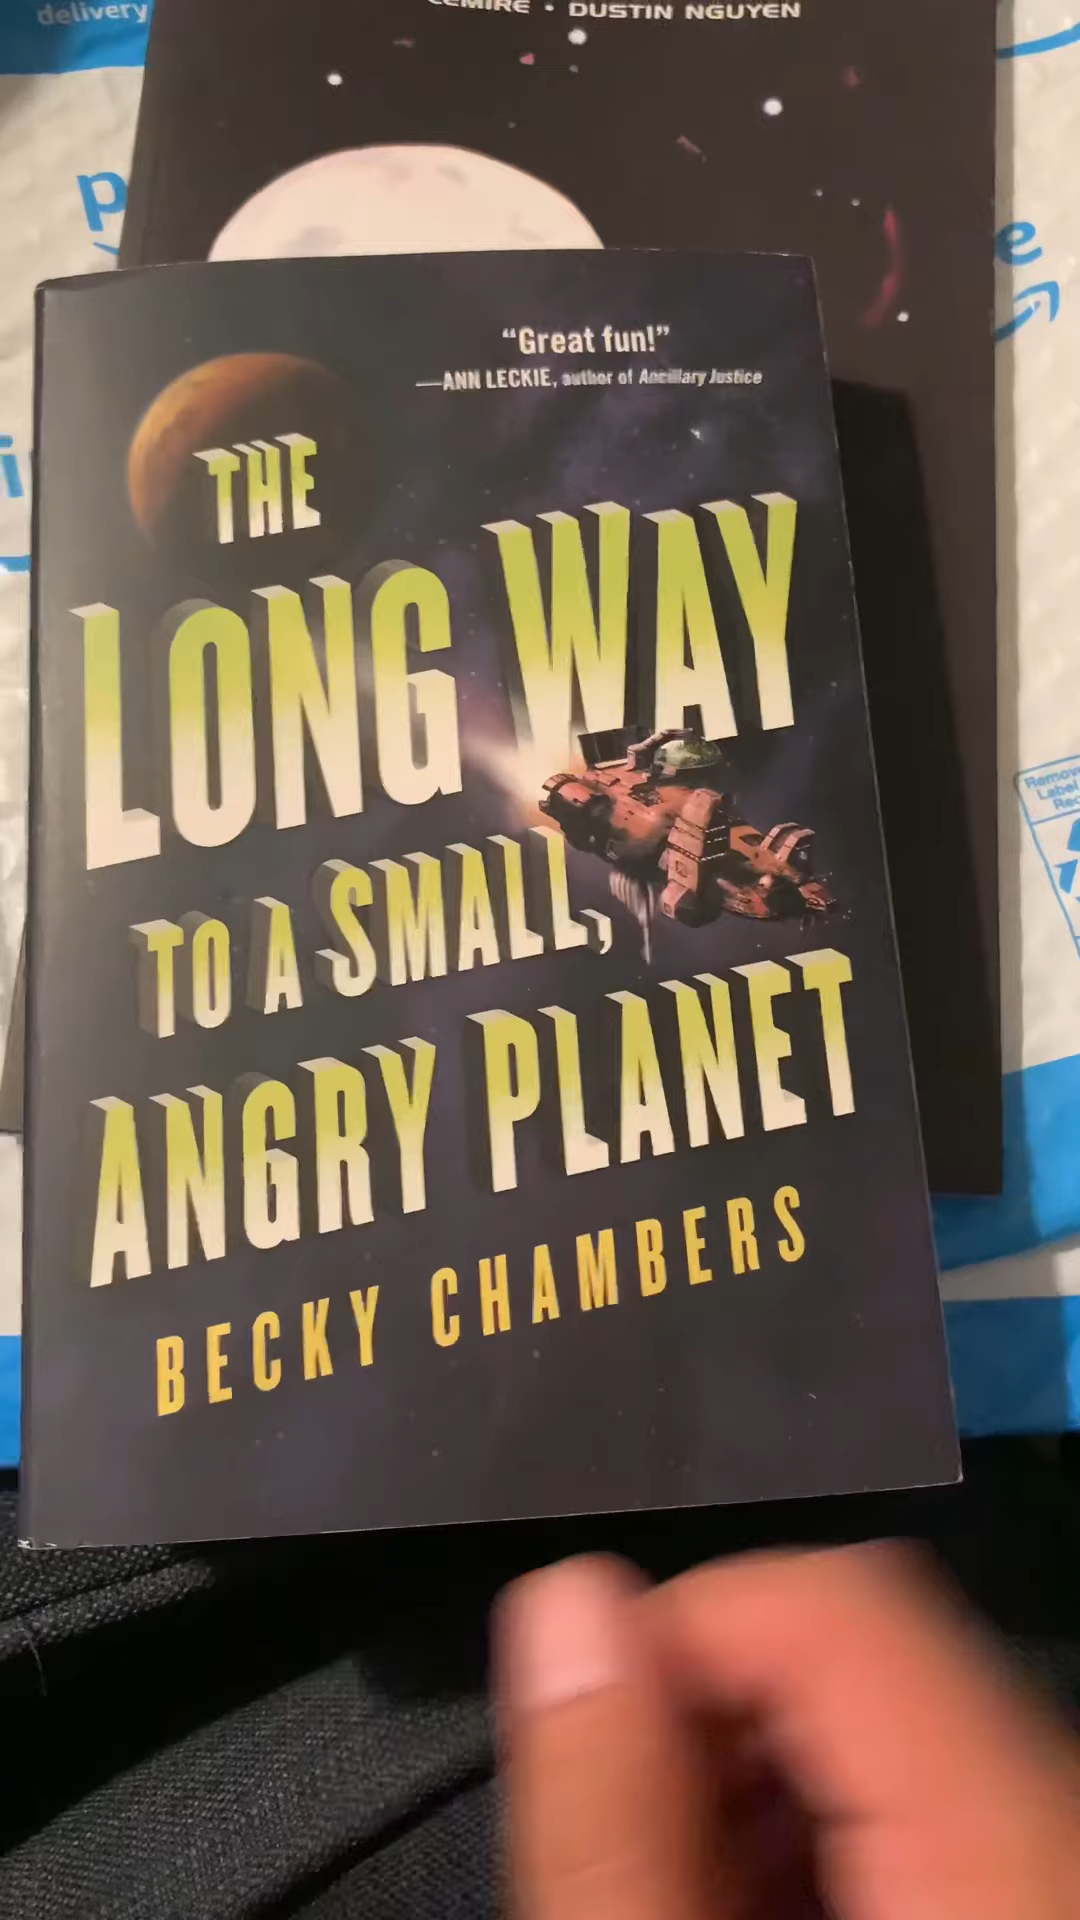 delivery
DUSTIN NGUYEN
p
e
i
“Great fun!”
—ANN LECKIE, author of Ancillary Justice
THE
LONG WAY
TO A SMALL,
ANGRY PLANET
BECKY CHAMBERS
Label